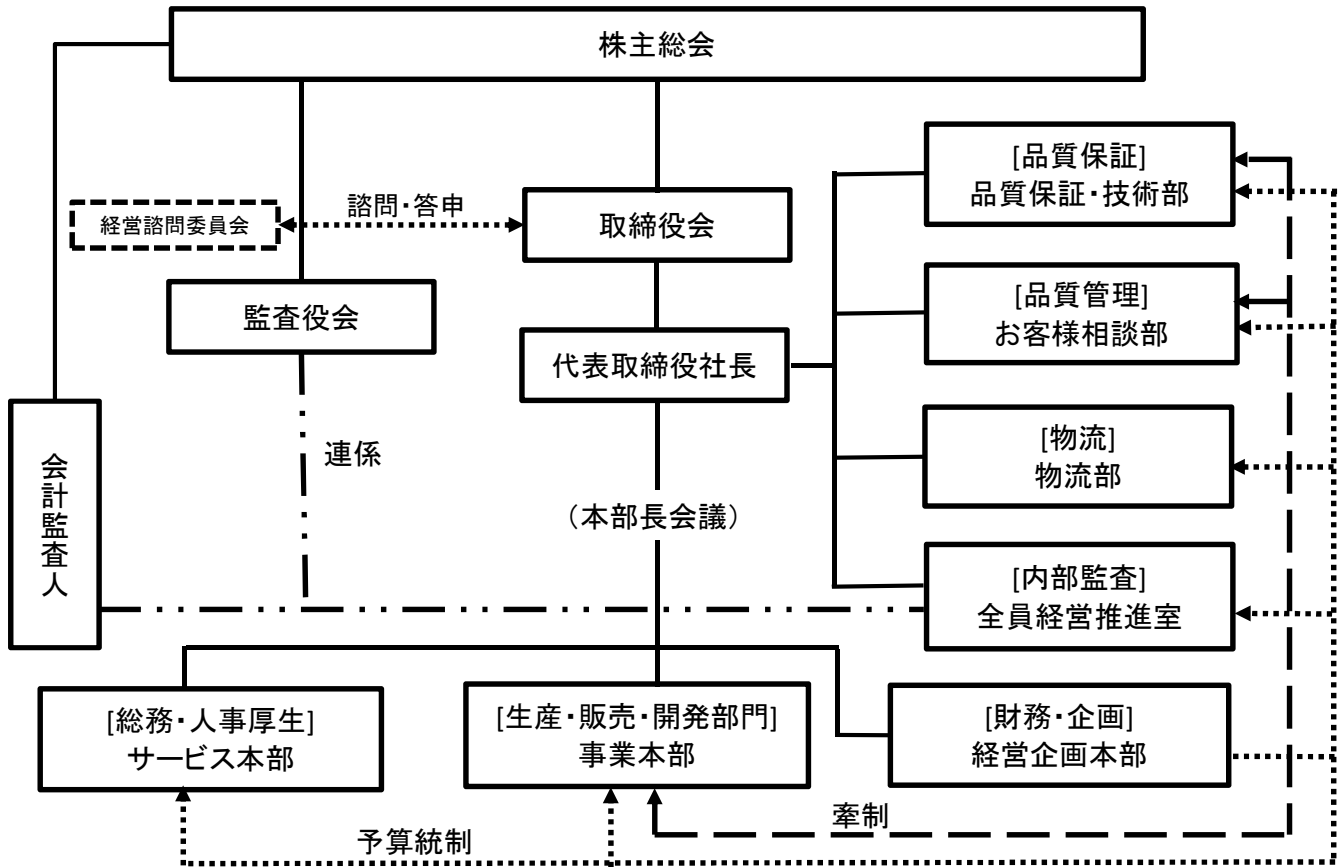 株主総会
[品質保証]
品質保証・技術部
経営諮問委員会
諮問・答申
取締役会
監査役会
[品質管理]
お客様相談部
代表取締役社長
会計監査人
連係
[物流]
物流部
（本部長会議）
[内部監査]
全員経営推進室
[総務・人事厚生]
サービス本部
[生産・販売・開発部門]
事業本部
[財務・企画]
経営企画本部
予算統制
牽制